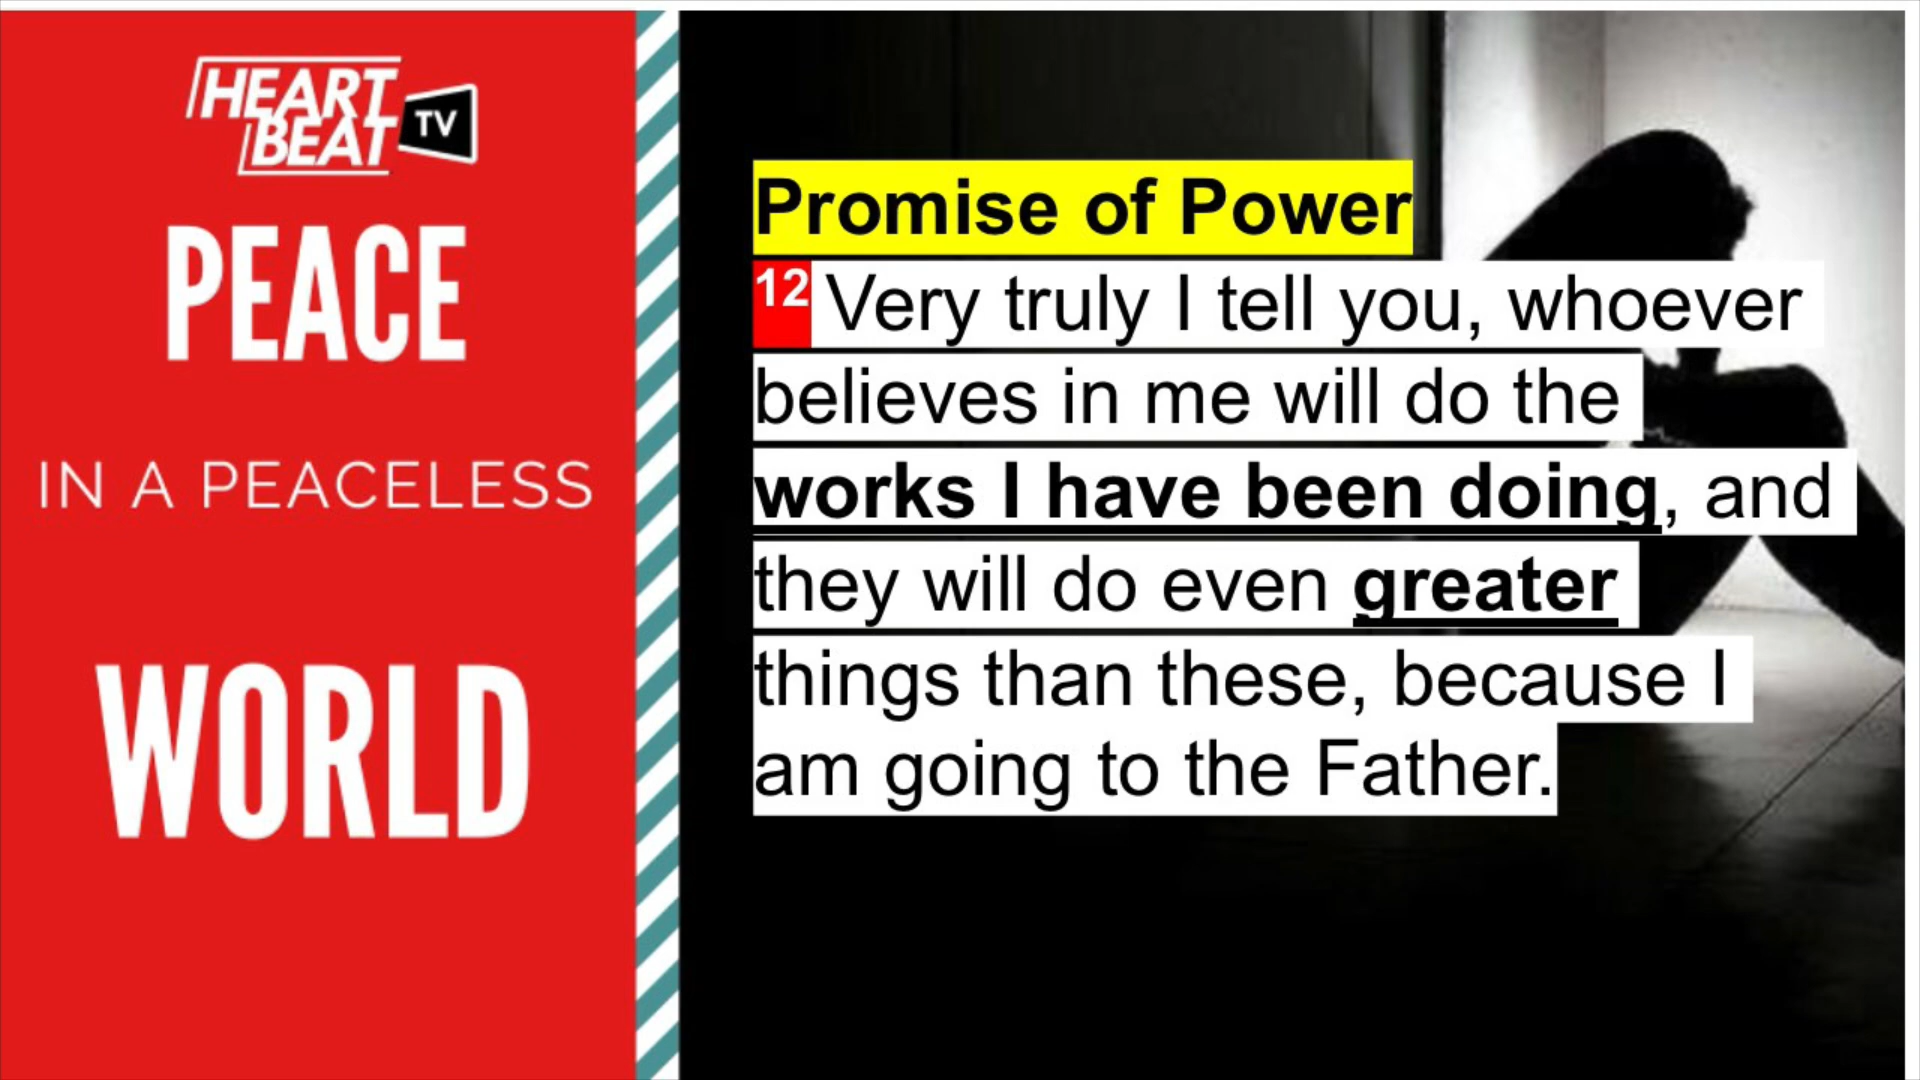 HEART
BEAT
TV
PEACE
IN A PEACELESS
WORLD
Promise of Power
12 Very truly I tell you, whoever
believes in me will do the
works I have been doing, and
they will do even greater
things than these, because I
am going to the Father.